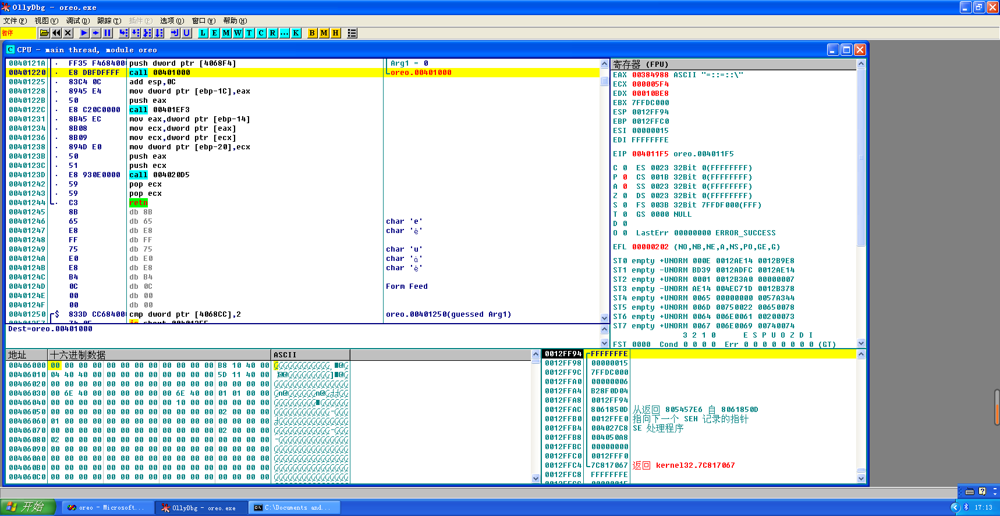 OllyDbg - oreo.exe
文件(F) 视图(V) 调试(D) 跟踪(T) 插件(P) 选项(O) 窗口(W) 帮助(H)
暂停 L E M W T C R ... K B M H
C CPU - main thread, module oreo
0040121A . FF35 F468400 push dword ptr [4068F4] Arg1 = 0
00401220 . E8 DBFDFFFF call 00401000 oreo.00401000
00401225 . 83C4 0C add esp,0C
00401228 . 8945 E4 mov dword ptr [ebp-1C],eax
0040122B . 50 push eax
0040122C . E8 C20C0000 call 00401EF3
00401231 . 8B45 EC mov eax,dword ptr [ebp-14]
00401234 . 8B08 mov ecx,dword ptr [eax]
00401236 . 8B09 mov ecx,dword ptr [ecx]
00401238 . 894D E0 mov dword ptr [ebp-20],ecx
0040123B . 50 push eax
0040123C . 51 push ecx
0040123D . E8 930E0000 call 004020D5
00401242 . 59 pop ecx
00401243 . 59 pop ecx
00401244 . C3 retn
00401245 8B db 8B
00401246 65 db 65 char 'e'
00401247 E8 db E8 char 'è'
00401248 FF db FF
00401249 75 db 75 char 'u'
0040124A E0 db E0 char 'à'
0040124B E8 db E8 char 'è'
0040124C B4 db B4
0040124D 0C db 0C Form Feed
0040124E 00 db 00
0040124F 00 db 00
00401250 $ 833D CC68400 cmp dword ptr [4068CC],2 oreo.00401250(guessed Arg1)
Dest=oreo.00401000
寄存器 (FPU)
EAX 00384988 ASCII "=::=::\"
ECX 000005F4
EDX 00010BE8
EBX 7FFDC000
ESP 0012FF94
EBP 0012FFC0
ESI 00000015
EDI FFFFFFFE
EIP 004011F5 oreo.004011F5
C 0 ES 0023 32Bit 0(FFFFFFFF)
P 0 CS 001B 32Bit 0(FFFFFFFF)
A 0 SS 0023 32Bit 0(FFFFFFFF)
Z 0 DS 0023 32Bit 0(FFFFFFFF)
S 0 FS 003B 32Bit 7FFDF000(FFF)
T 0 GS 0000 NULL
D 0
O 0 LastErr 00000000 ERROR_SUCCESS
EFL 00000202 (NO,NB,NE,A,NS,PO,GE,G)
ST0 empty +UNORM 000E 0012AE14 0012B9E8
ST1 empty -UNORM BD39 0012ADFC 0012AE14
ST2 empty +UNORM 0001 0012B3A0 00000007
ST3 empty -UNORM AE14 004EC71D 0012B378
ST4 empty +UNORM 0065 00000000 0057A344
ST5 empty +UNORM 006D 00750022 00650078
ST6 empty +UNORM 0064 006E0061 00200073
ST7 empty +UNORM 0067 006E0069 00740074
3 2 1 0 E S P U O Z D I
FST 0000 Cond 0 0 0 0 Err 0 0 0 0 0 0 0 0 (GT)
地址 十六进制数据 ASCII
00406000 00 00 00 00 00 00 00 00 00 00 00 00 B8 10 40 00
00406010 04 40 40 00 00 00 00 00 00 00 00 00 5D 11 40 00
00406020 00 00 00 00 00 00 00 00 00 00 00 00 00 00 00 00
00406030 00 6E 40 00 00 00 00 00 00 6E 40 00 01 01 00 00
00406040 00 00 00 00 00 00 00 00 00 10 00 00 00 00 00 00
00406050 00 00 00 00 00 00 00 00 00 00 00 00 02 00 00 00
00406060 01 00 00 00 00 00 00 00 00 00 00 00 00 00 00 00
00406070 00 00 00 00 00 00 00 00 00 00 00 00 02 00 00 00
00406080 02 00 00 00 00 00 00 00 00 00 00 00 00 00 00 00
00406090 00 00 00 00 00 00 00 00 00 00 00 00 00 00 00 00
004060A0 00 00 00 00 00 00 00 00 00 00 00 00 00 00 00 00
004060B0 00 00 00 00 00 00 00 00 00 00 00 00 00 00 00 00
004060C0 00 00 00 00 00 00 00 00 00 00 00 00 00 00 00 00
0012FF94 FFFFFFFE
0012FF98 00000015
0012FF9C 7FFDC000
0012FFA0 00000006
0012FFA4 B28F0D04
0012FFA8 0012FF94
0012FFAC 8061850D 从返回 805457E6 自 8061850D
0012FFB0 0012FFE0 指向下一个 SEH 记录的指针
0012FFB4 004027C8 SE 处理程序
0012FFB8 004050A8
0012FFBC 00000000
0012FFC0 0012FFF0
0012FFC4 7C817067 返回 kernel32.7C817067
0012FFC8 FFFFFFFE
开始 oreo - Microsoft... OllyDbg - oreo.exe C:\Documents and... 17:13